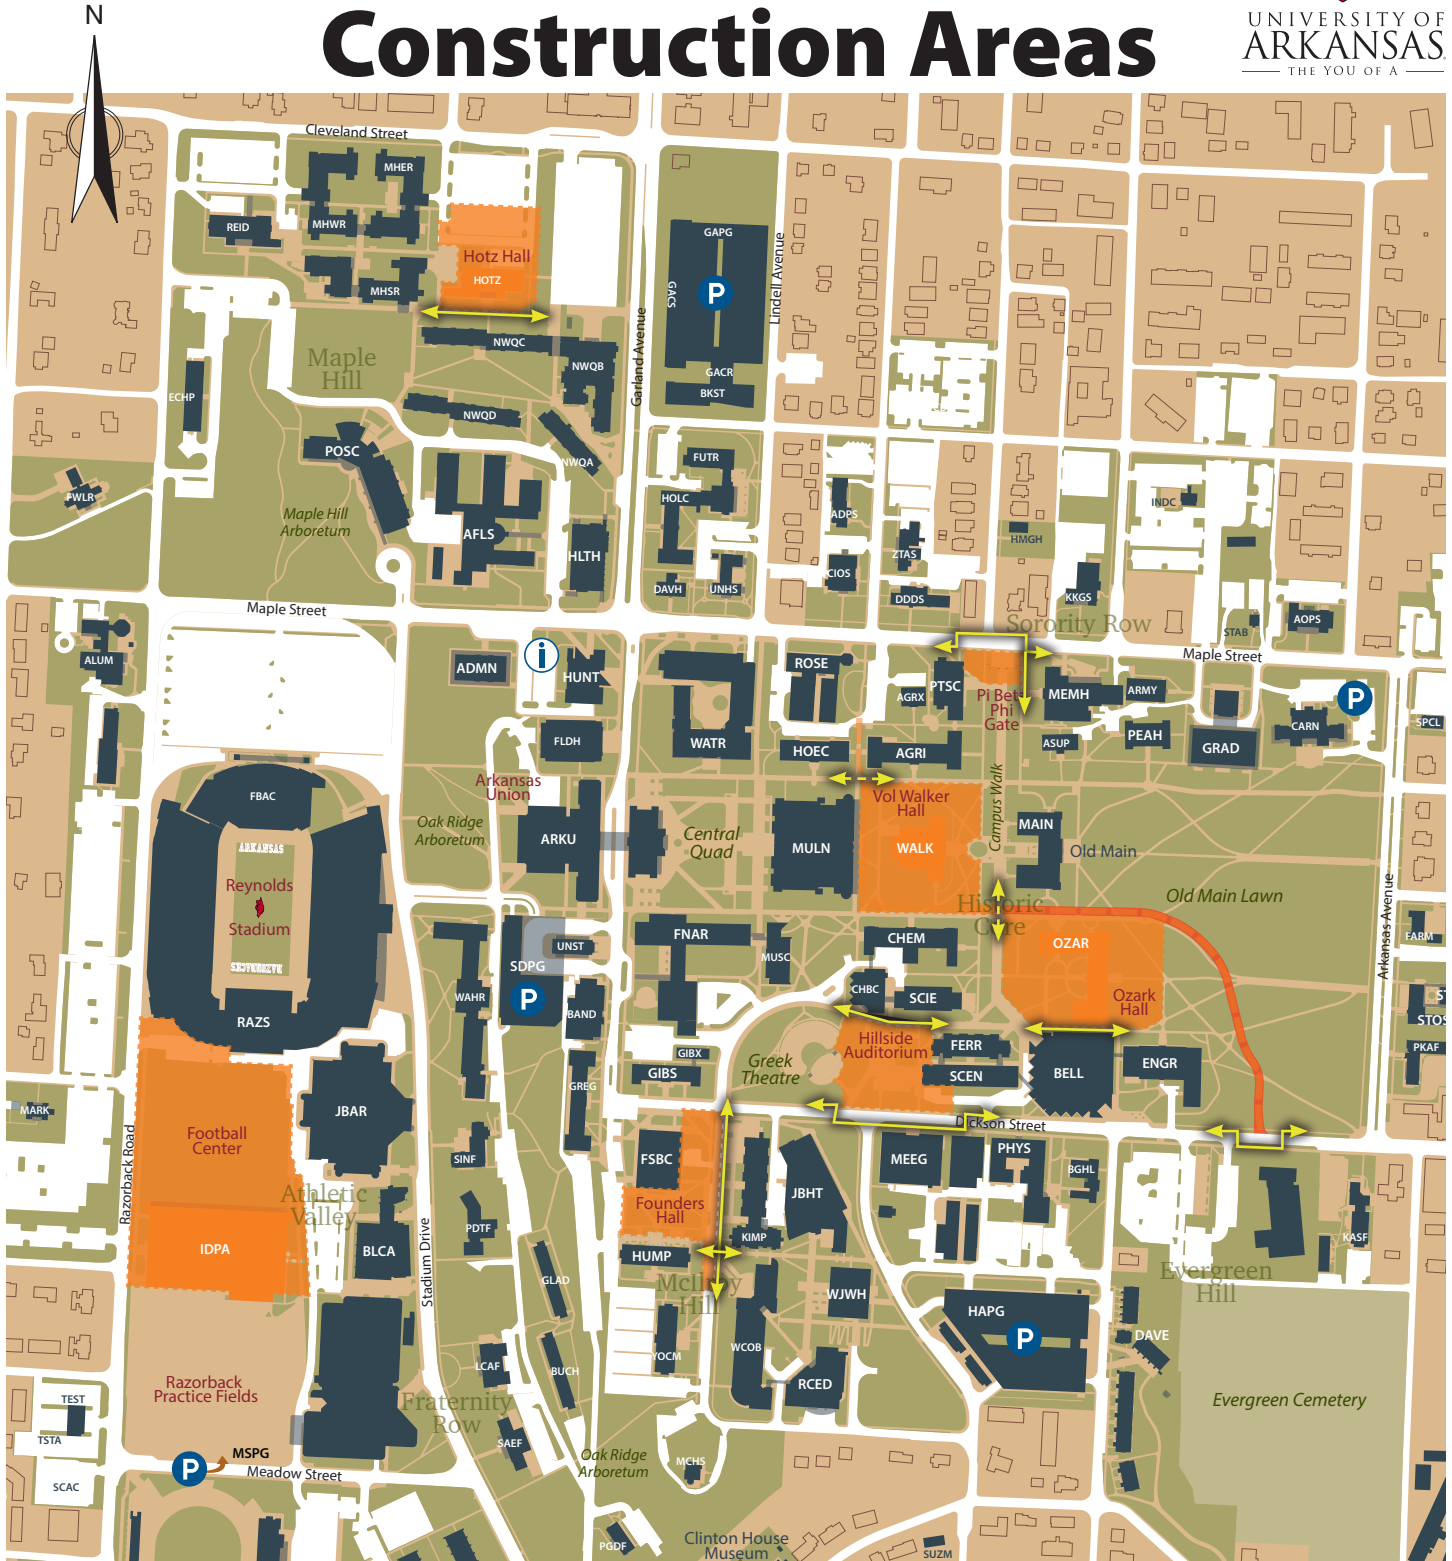 N
Construction Areas
UNIVERSITY OF
ARKANSAS
THE YOU OF A
Cleveland Street
MHER
REID
MHWR
MHSR
Hotz Hall
HOTZ
GAPG
GACS
P
Lindell Avenue
Garland Avenue
NWQC
NWQB
Maple
Hill
GACR
BKST
ECHP
NWQD
NWQA
POSC
FUTR
HOLC
FWLR
Maple Hill
Arboretum
AFLS
HLTH
ADPS
INDC
ZTAS
HMGH
CIOS
DAVH
UNHS
DDDS
KKGS
Maple Street
Sorority Row
STAB
AOPS
Maple Street
ALUM
ADMN
i
HUNT
ROSE
AGRX
PTSC
Pi Beta
Phi
Gate
MEMH
ARMY
P
SPCL
FLDH
WATR
HOEC
AGRI
ASUP
PEAH
GRAD
CARN
Arkansas
Union
FBAC
Oak Ridge
Arboretum
ARKU
Central
Quad
MULN
Vol Walker
Hall
WALK
Campus Walk
MAIN
Old Main
ARKANSAS
Reynolds
Stadium
Old Main Lawn
Historic
Core
Arkansas Avenue
FARM
FNAR
MUSC
CHEM
OZAR
UNST
SDPG
P
WAHR
BAND
CHBC
SCIE
Ozark
Hall
STOS
RAZS
Hillside
Auditorium
FERR
GIBX
GIBS
Greek
Theatre
SCEN
BELL
ENGR
PKAF
MARK
JBAR
GREG
Dickson Street
Football
Center
Razorback Road
SINF
FSBC
MEEG
PHYS
BGHL
JBHT
Athletic
Valley
Founders
Hall
PDTF
KIMP
KASF
IDPA
BLCA
HUMP
McIlroy
Hill
Evergreen
Hill
Stadium Drive
GLAD
WJWH
HAPG
P
DAVE
YOCM
WCOB
LCAF
BUCH
RCED
Razorback
Practice Fields
Fraternity
Row
Evergreen Cemetery
TEST
TSTA
SCAC
MSPG
P
Meadow Street
SAEF
Oak Ridge
Arboretum
MCHS
PGDF
Clinton House
Museum
SUZM